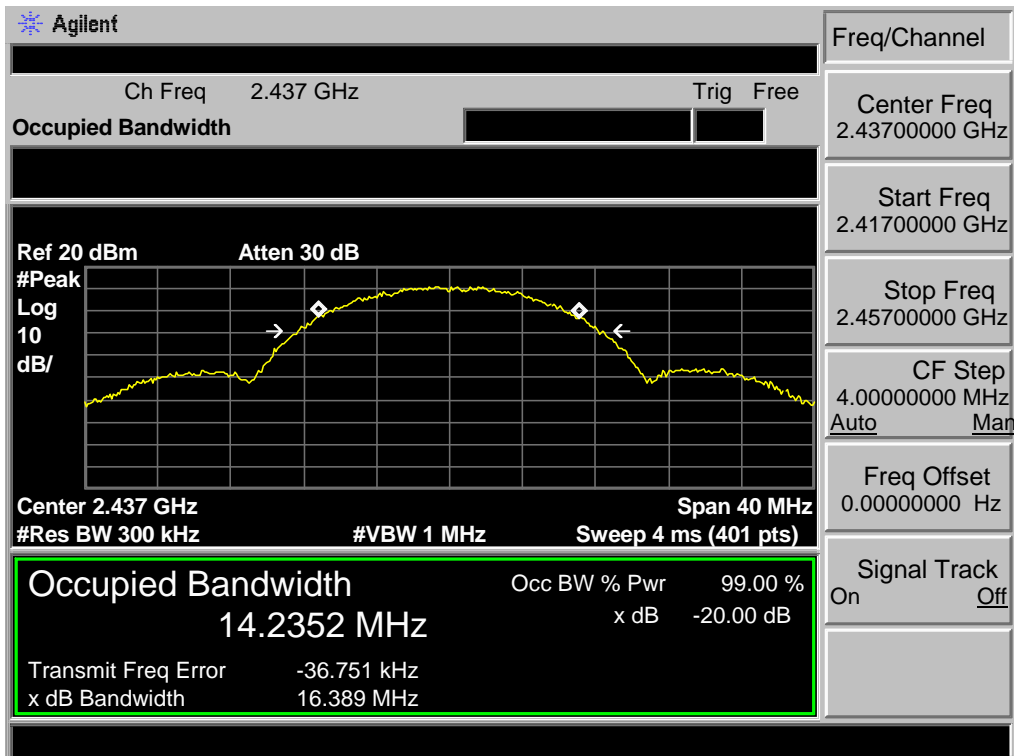 Agilent
Ch Freq 2.437 GHz Trig Free
Occupied Bandwidth
Ref 20 dBm Atten 30 dB
#Peak
Log
10
dB/
Center 2.437 GHz Span 40 MHz
#Res BW 300 kHz #VBW 1 MHz Sweep 4 ms (401 pts)
Occupied Bandwidth Occ BW % Pwr 99.00 %
14.2352 MHz x dB -20.00 dB
Transmit Freq Error -36.751 kHz
x dB Bandwidth 16.389 MHz
Freq/Channel
Center Freq
2.43700000 GHz
Start Freq
2.41700000 GHz
Stop Freq
2.45700000 GHz
CF Step
4.00000000 MHz
Auto Man
Freq Offset
0.00000000 Hz
Signal Track
On Off